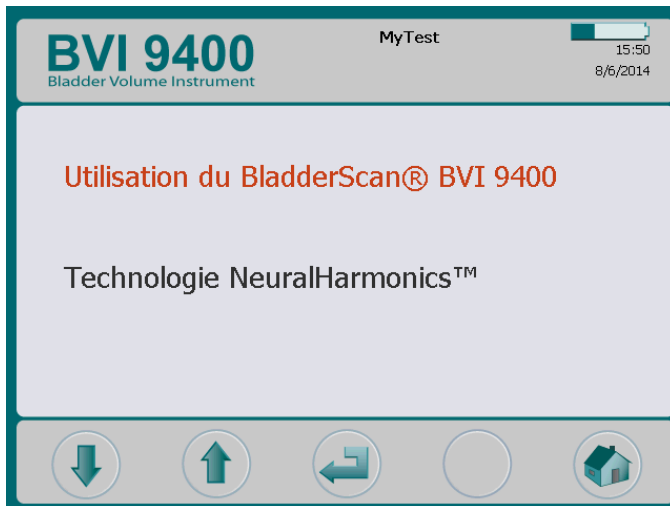 BVI 9400
Bladder Volume Instrument
MyTest
15:50
8/6/2014
Utilisation du BladderScan® BVI 9400
Technologie NeuralHarmonics™